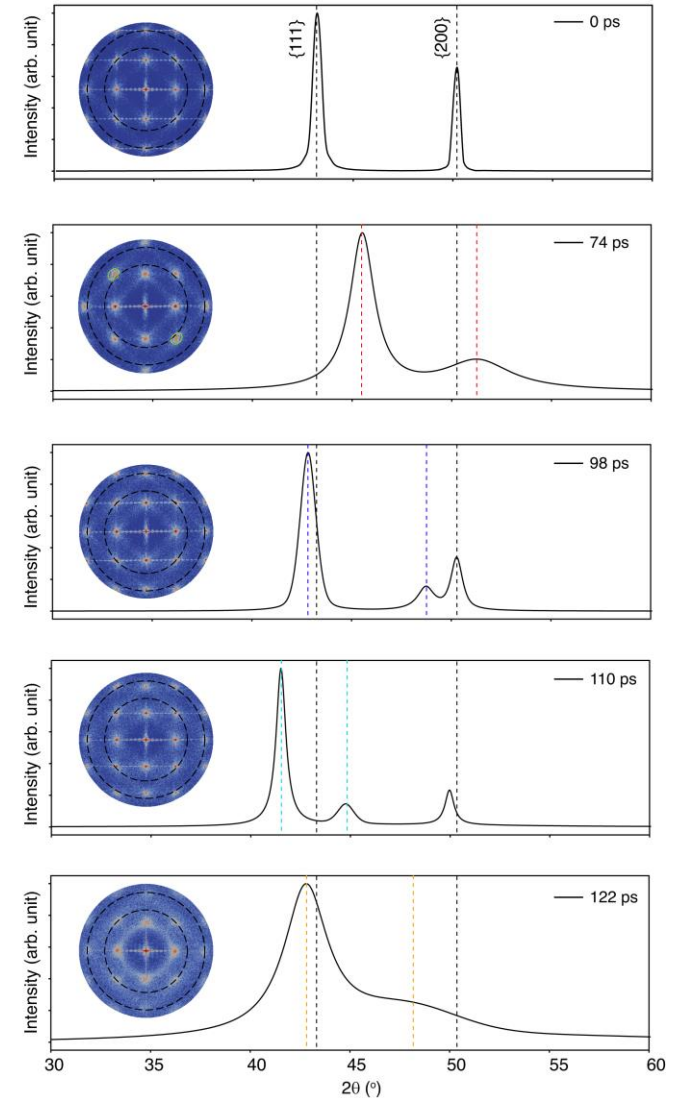 Intensity (arb. unit)
{111}
{200}
0 ps
Intensity (arb. unit)
74 ps
Intensity (arb. unit)
98 ps
Intensity (arb. unit)
110 ps
Intensity (arb. unit)
122 ps
30 35 40 45 50 55 60
2θ (°)